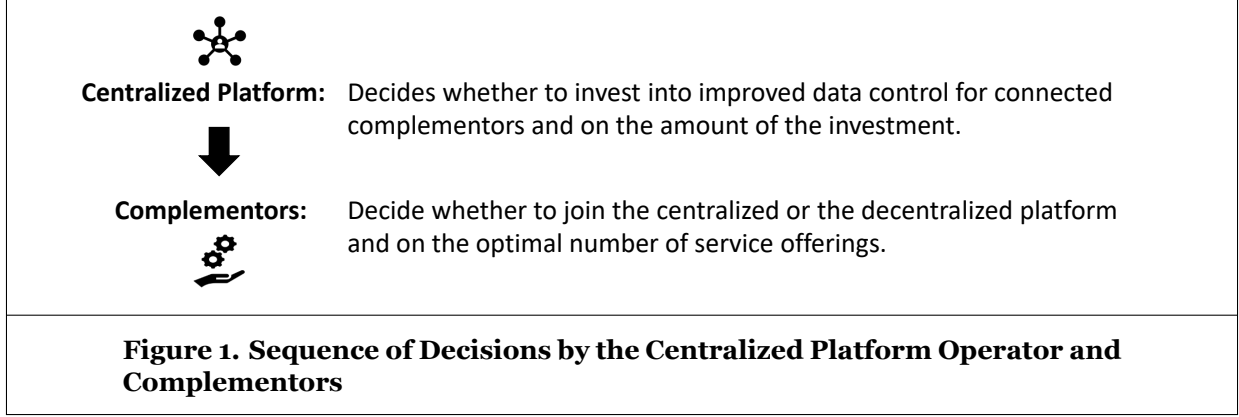 Centralized Platform: Decides whether to invest into improved data control for connected
complementors and on the amount of the investment.
Complementors: Decide whether to join the centralized or the decentralized platform
and on the optimal number of service offerings.
Figure 1. Sequence of Decisions by the Centralized Platform Operator and
Complementors